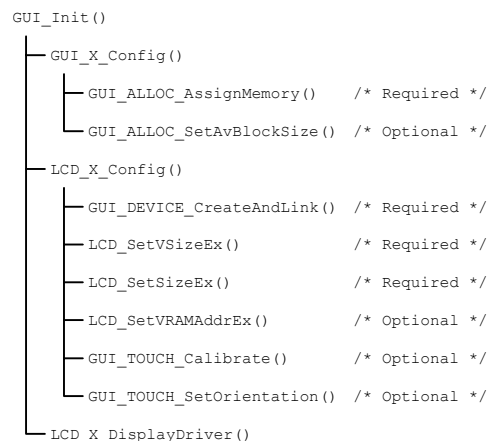 GUI_Init()
GUI_X_Config()
GUI_ALLOC_AssignMemory() /* Required */
GUI_ALLOC_SetAvBlockSize() /* Optional */
LCD_X_Config()
GUI_DEVICE_CreateAndLink() /* Required */
LCD_SetVSizeEx() /* Required */
LCD_SetSizeEx() /* Required */
LCD_SetVRAMAddrEx() /* Optional */
GUI_TOUCH_Calibrate() /* Optional */
GUI_TOUCH_SetOrientation() /* Optional */
LCD_X_DisplayDriver()